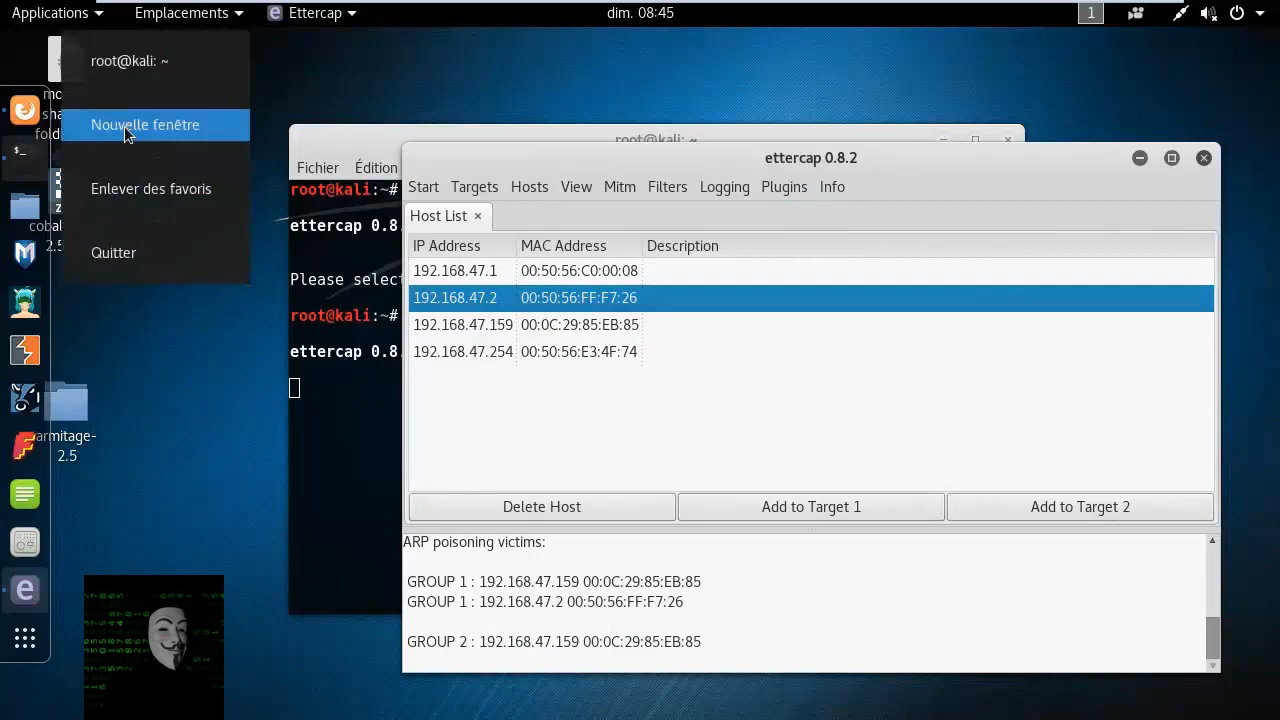 Applications Emplacements Ettercap dim. 08:45 1
root@kali: ~
Nouvelle fenêtre
Enlever des favoris
Quitter
armitage-
2.5
root@kali: ~
Fichier Édition
root@kali:~#
ettercap 0.8.
Please select
root@kali:~#
ettercap 0.8.
ettercap 0.8.2
Start Targets Hosts View Mitm Filters Logging Plugins Info
Host List ×
IP Address MAC Address Description
192.168.47.1 00:50:56:C0:00:08
192.168.47.2 00:50:56:FF:F7:26
192.168.47.159 00:0C:29:85:EB:85
192.168.47.254 00:50:56:E3:4F:74
Delete Host Add to Target 1 Add to Target 2
ARP poisoning victims:
GROUP 1 : 192.168.47.159 00:0C:29:85:EB:85
GROUP 1 : 192.168.47.2 00:50:56:FF:F7:26
GROUP 2 : 192.168.47.159 00:0C:29:85:EB:85